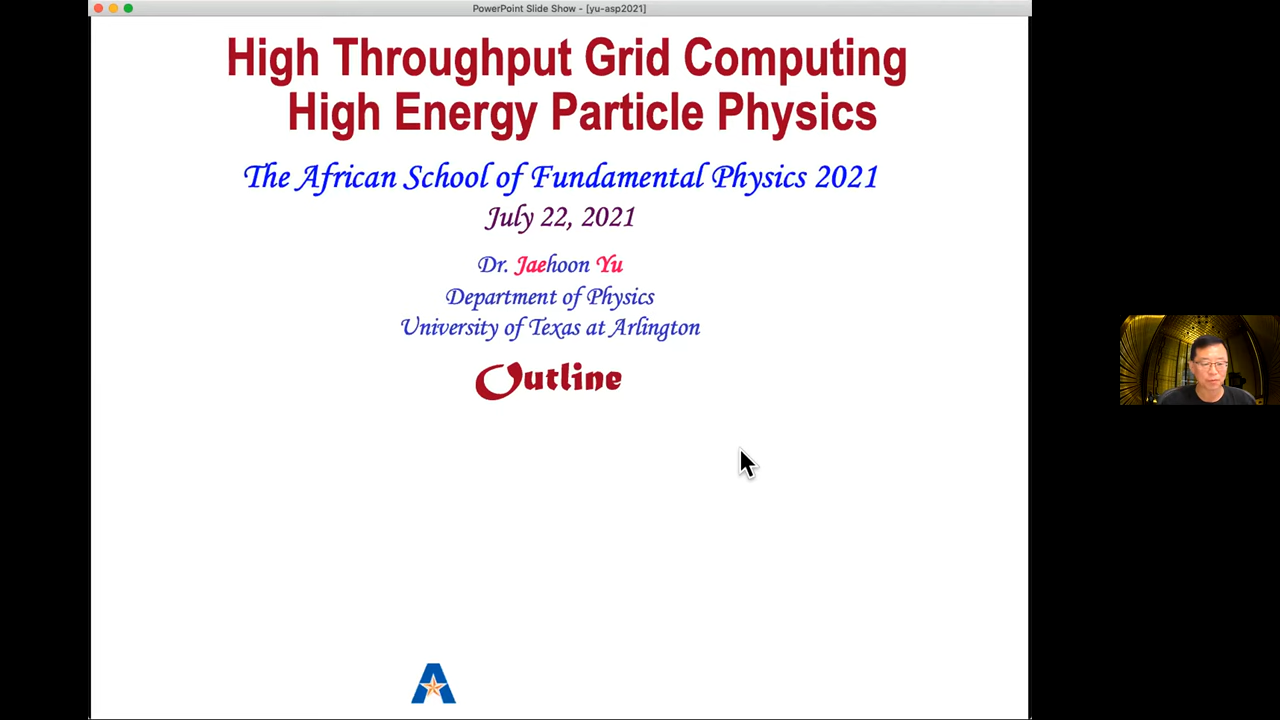 PowerPoint Slide Show - [yu-asp2021]
High Throughput Grid Computing
High Energy Particle Physics
The African School of Fundamental Physics 2021
July 22, 2021
Dr. Jaehoon Yu
Department of Physics
University of Texas at Arlington
Outline